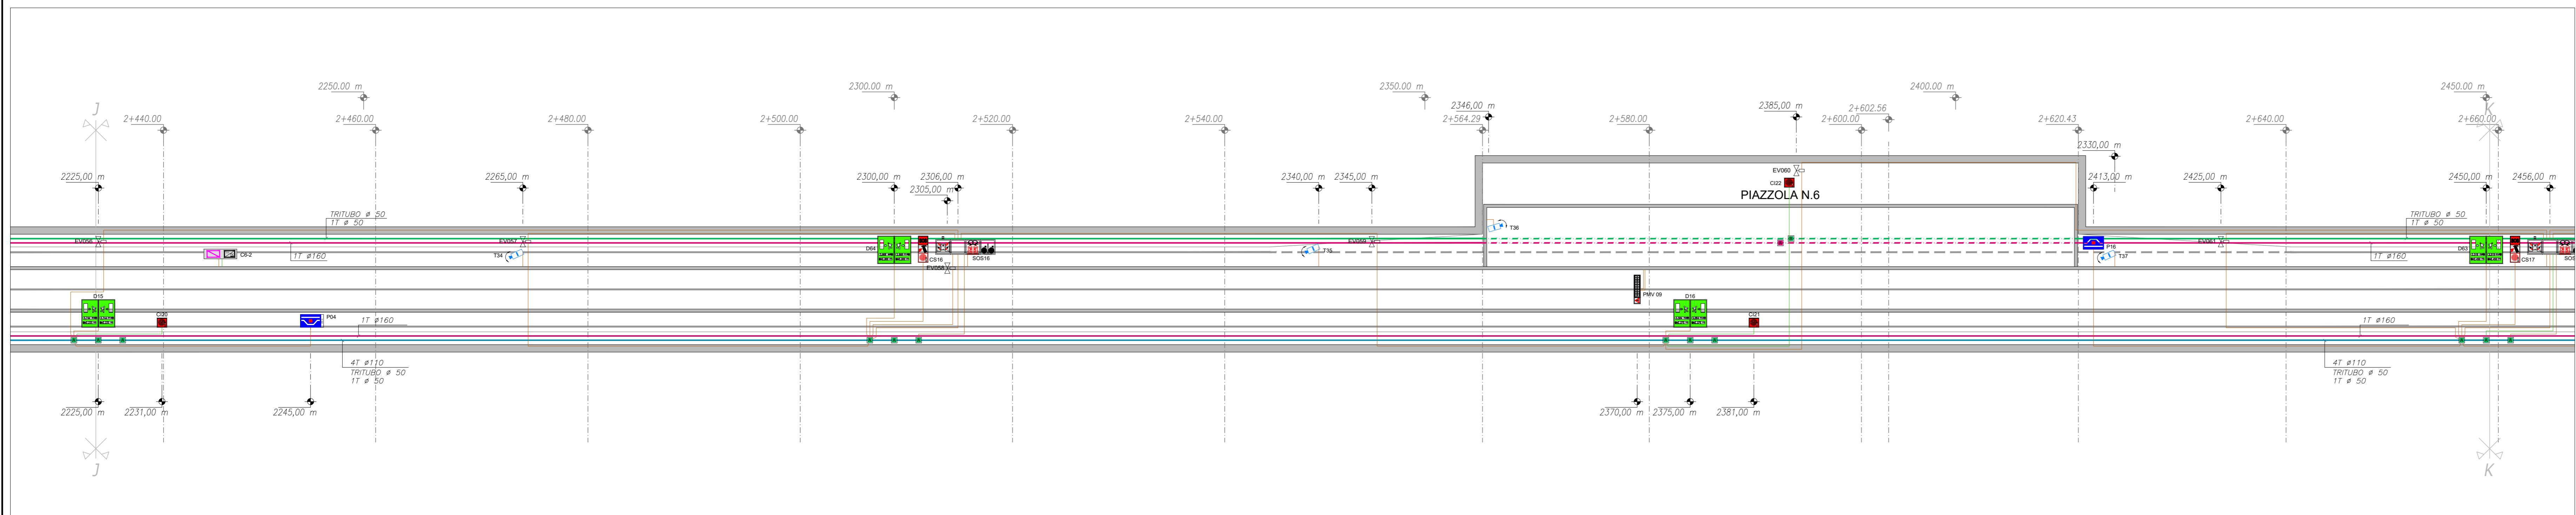 2250.00 m
2300.00 m
2350.00 m
2400.00 m
2450.00 m
2346,00 m
2385,00 m
2+602.56
J
K
2+440.00
2+460.00
2+480.00
2+500.00
2+520.00
2+540.00
2+564.29
2+580.00
2+600.00
2+620.43
2+640.00
2+660.00
2330,00 m
2225,00 m
2265,00 m
2300,00 m
2306,00 m
2305,00 m
2340,00 m
2345,00 m
2413,00 m
2425,00 m
2450,00 m
2456,00 m
EV060
CI22
PIAZZOLA N.6
TRITUBO ø 50
1T ø 50
TRITUBO ø 50
1T ø 50
T36
EV056
EV057
EV059
EV061
D64
SOS16
CS16
EV058
T34
T35
P16
T37
D63
CS17
SOS
C6-2
1T ø160
1T ø160
D15
CI20
P04
PMV 09
D16
CI21
1T ø160
1T ø160
4T ø110
TRITUBO ø 50
1T ø 50
4T ø110
TRITUBO ø 50
1T ø 50
2225,00 m
2231,00 m
2245,00 m
2370,00 m
2375,00 m
2381,00 m
J
K